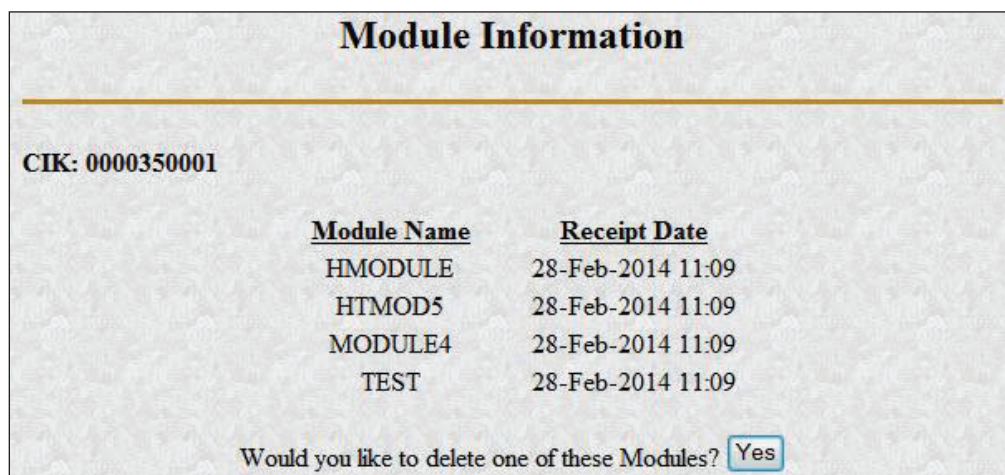 Module Information
CIK: 0000350001
Module Name Receipt Date
HMODULE 28-Feb-2014 11:09
HTMOD5 28-Feb-2014 11:09
MODULE4 28-Feb-2014 11:09
TEST 28-Feb-2014 11:09
Would you like to delete one of these Modules? Yes